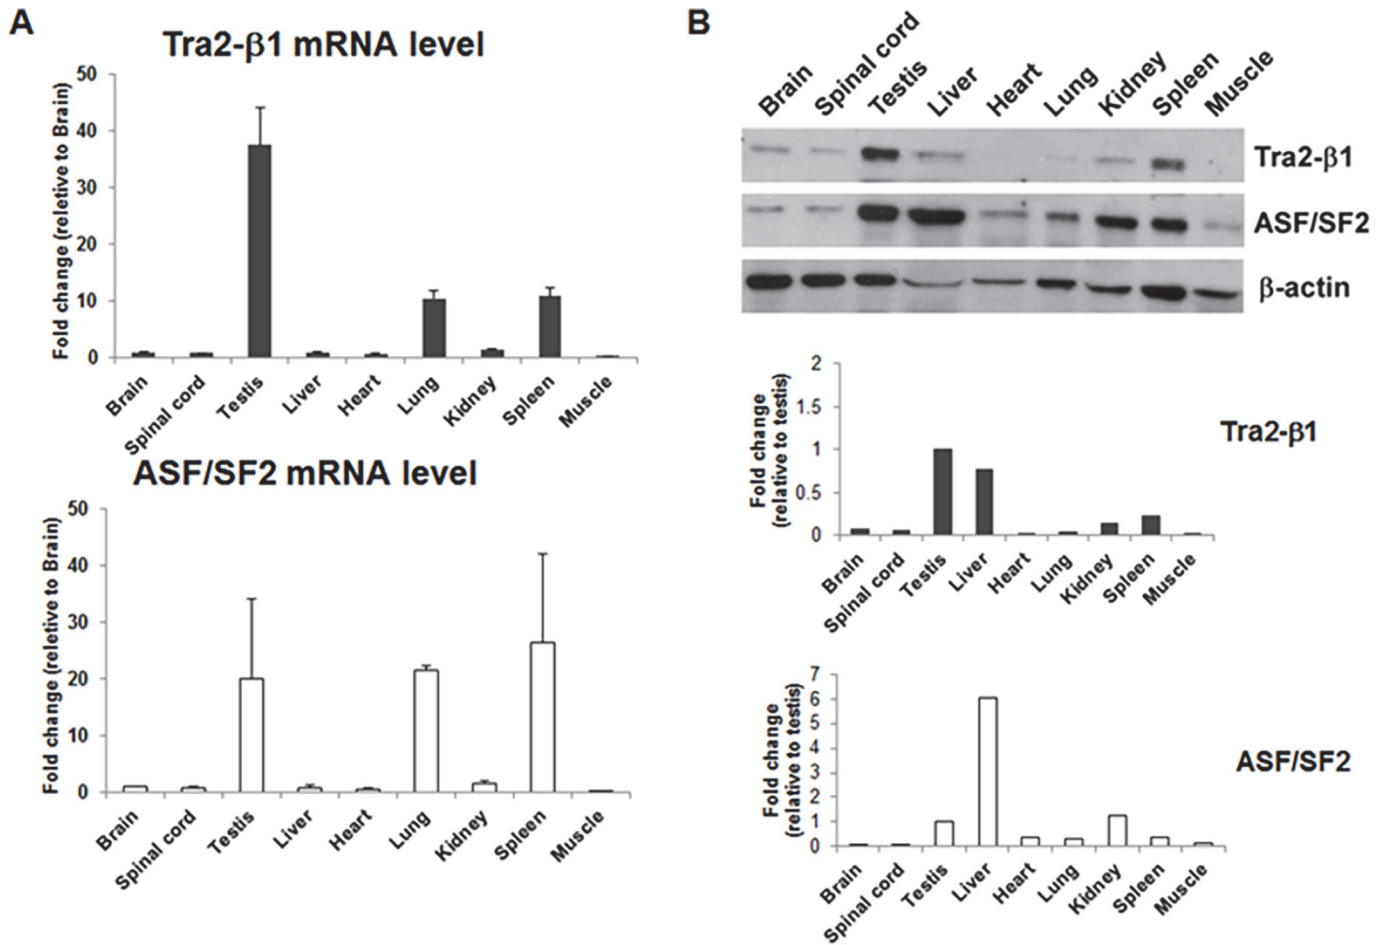 A
Tra2-β1 mRNA level
Fold change (reletive to Brain)
50
40
30
20
10
0
Brain
Spinal cord
Testis
Liver
Heart
Lung
Kidney
Spleen
Muscle
ASF/SF2 mRNA level
Fold change (reletive to Brain)
50
40
30
20
10
0
Brain
Spinal cord
Testis
Liver
Heart
Lung
Kidney
Spleen
Muscle
B
Brain
Spinal cord
Testis
Liver
Heart
Lung
Kidney
Spleen
Muscle
Tra2-β1
ASF/SF2
β-actin
Fold change
(relative to testis)
2
1.5
1
0.5
0
Brain
Spinal cord
Testis
Liver
Heart
Lung
Kidney
Spleen
Muscle
Tra2-β1
Fold change
(relative to testis)
7
6
5
4
3
2
1
0
Brain
Spinal cord
Testis
Liver
Heart
Lung
Kidney
Spleen
Muscle
ASF/SF2